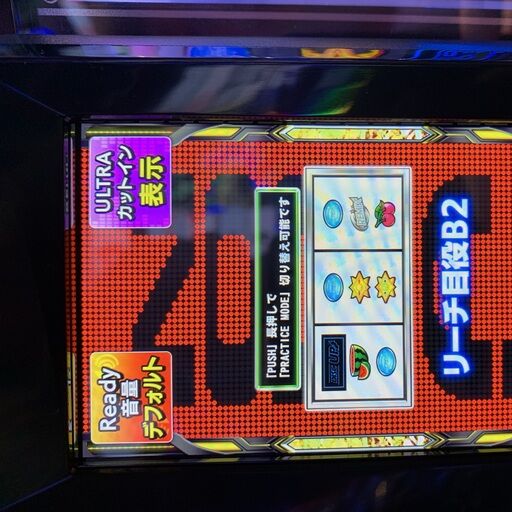 Ready
音量
デフォルト
ULTRA
カットイン
表示
「PUSH」長押しで
「PRACTICE MODE」切り替え可能です
リーチ目役B2